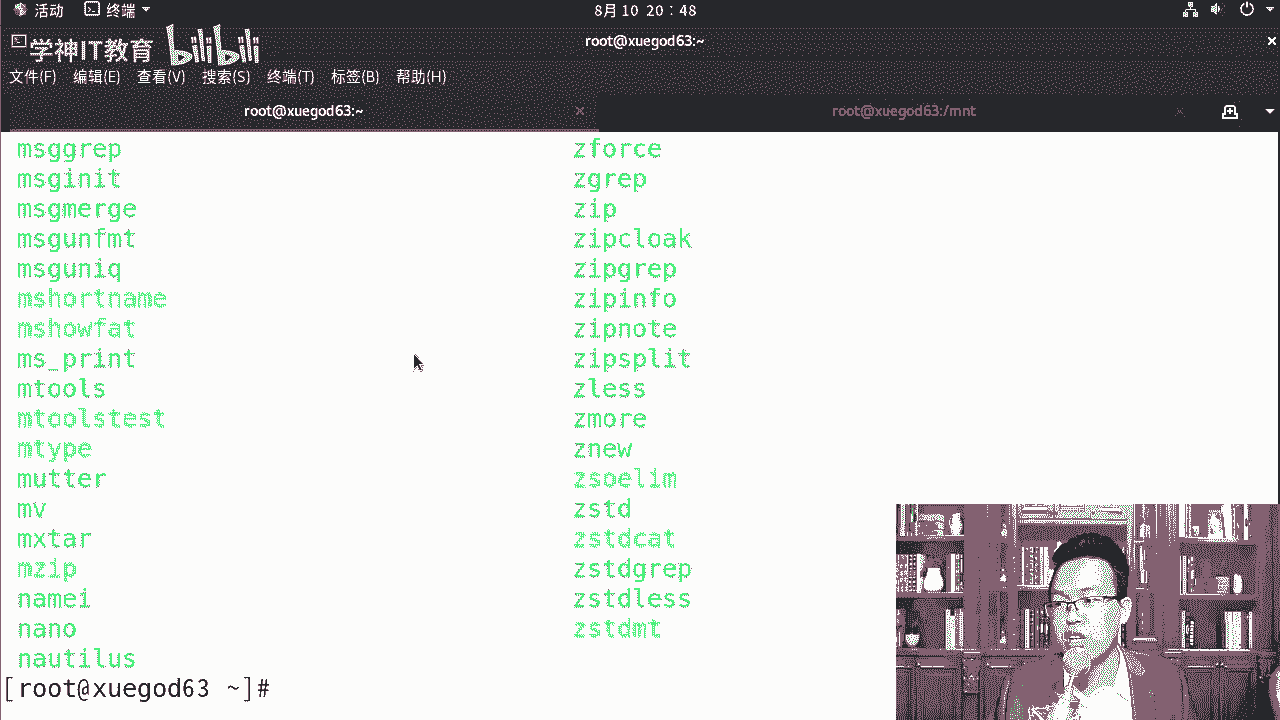 活动 终端 8月 10 20：48
学神IT教育 bilibili root@xuegod63:~
文件(F) 编辑(E) 查看(V) 搜索(S) 终端(T) 标签(B) 帮助(H)
root@xuegod63:~ root@xuegod63:/mnt
msggrep zforce
msginit zgrep
msgmerge zip
msgunfmt zipcloak
msguniq zipgrep
mshortname zipinfo
mshowfat zipnote
ms_print zipsplit
mtools zless
mtoolstest zmore
mtype znew
mutter zsoelim
mv zstd
mxtar zstdcat
mzip zstdgrep
namei zstdless
nano zstdmt
nautilus
[root@xuegod63 ~]#